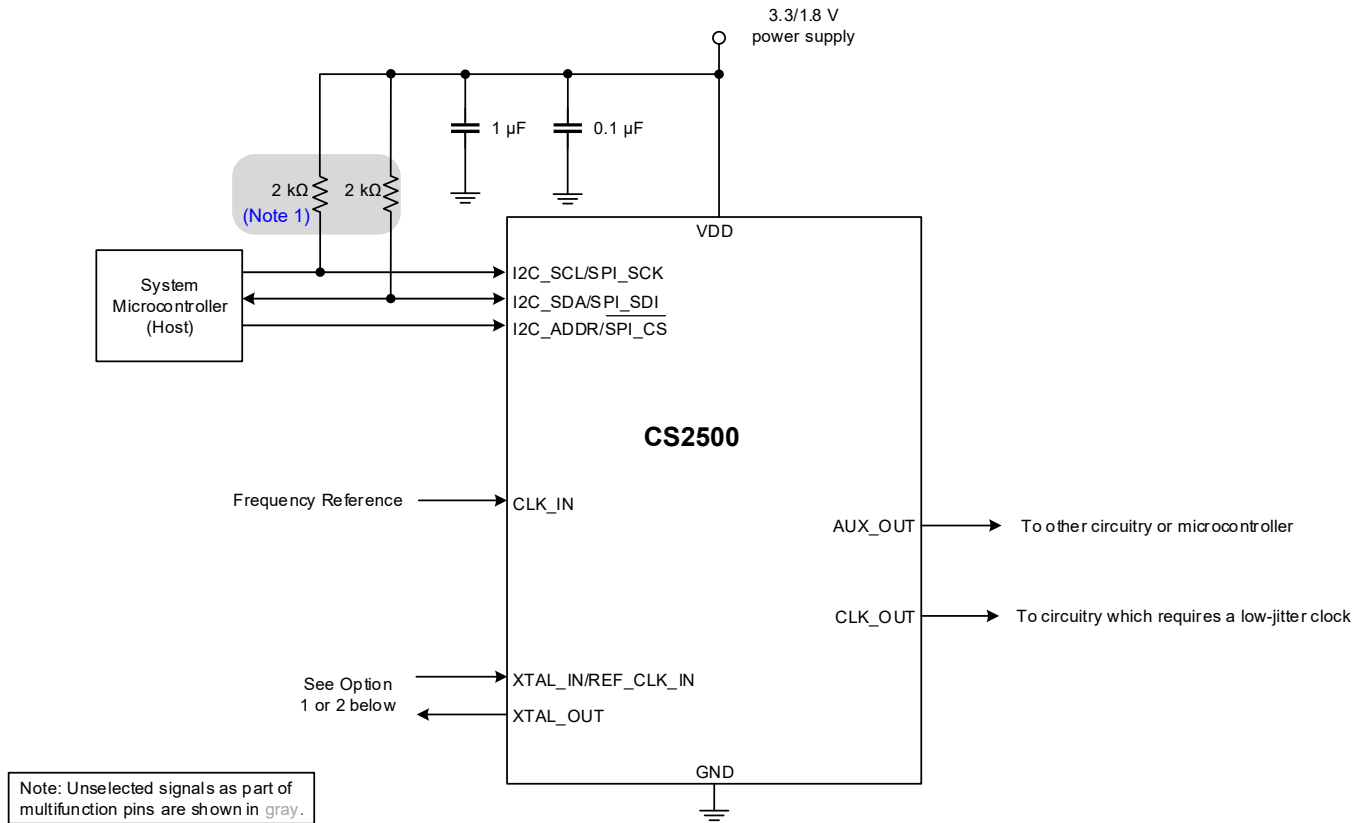 3.3/1.8 V
power supply
1 µF
0.1 µF
2 kΩ
2 kΩ
(Note 1)
VDD
System
Microcontroller
(Host)
I2C_SCL/SPI_SCK
I2C_SDA/SPI_SDI
I2C_ADDR/SPI_CS
CS2500
Frequency Reference
CLK_IN
AUX_OUT
To other circuitry or microcontroller
CLK_OUT
To circuitry which requires a low-jitter clock
See Option
1 or 2 below
XTAL_IN/REF_CLK_IN
XTAL_OUT
GND
Note: Unselected signals as part of
multifunction pins are shown in gray.